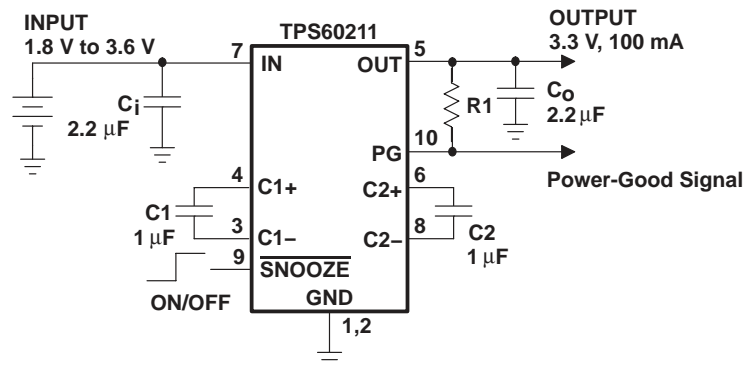 INPUT
1.8 V to 3.6 V
TPS60211
OUTPUT
3.3 V, 100 mA
7
IN
5
OUT
Ci
2.2 μF
R1
Co
2.2 μF
10
PG
Power-Good Signal
4
C1+
6
C2+
C1
1 μF
3
C1−
8
C2−
C2
1 μF
9
SNOOZE
ON/OFF
GND
1,2